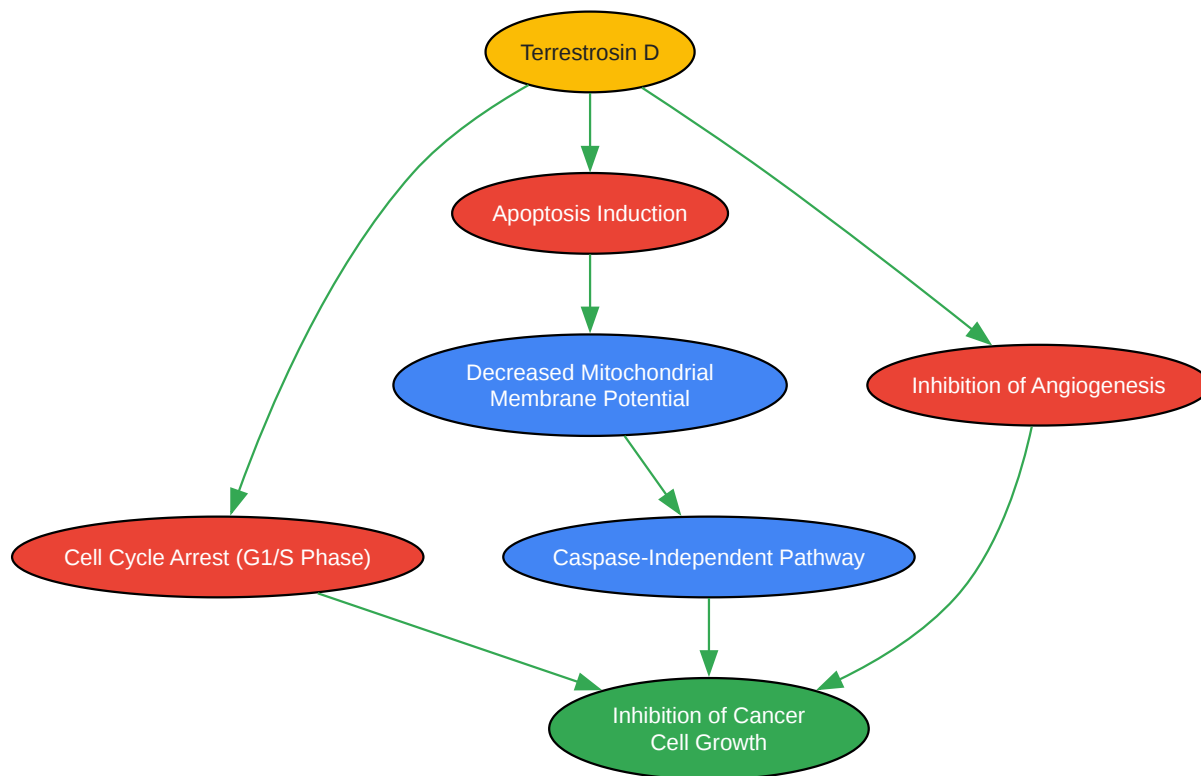 Terrestrosin D
Apoptosis Induction
Decreased Mitochondrial
Membrane Potential
Inhibition of Angiogenesis
Cell Cycle Arrest (G1/S Phase)
Caspase-Independent Pathway
Inhibition of Cancer
Cell Growth